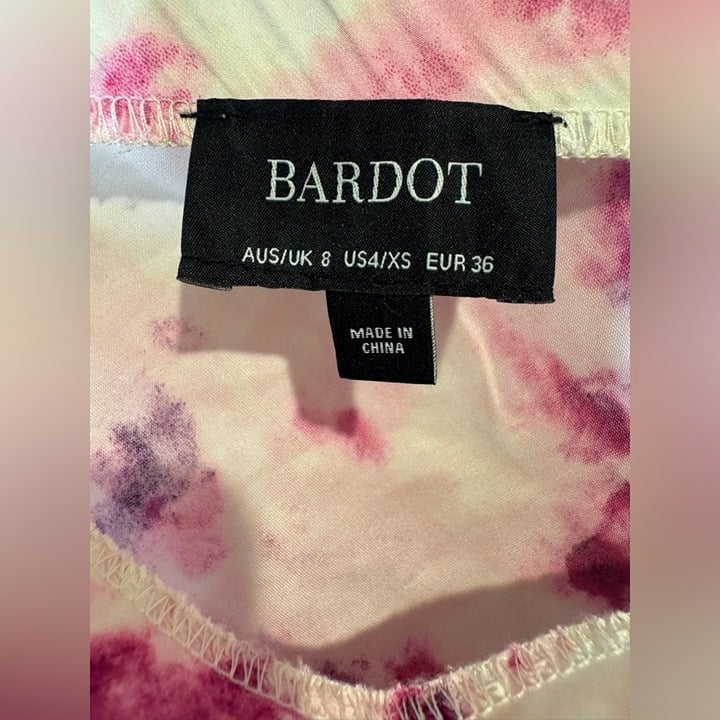 BARDOT
AUS/UK 8 US4/XS EUR 36
MADE IN
CHINA